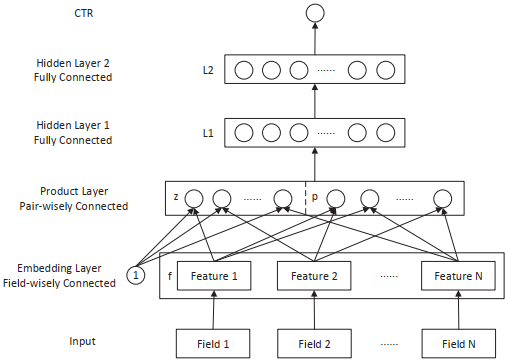 CTR
Hidden Layer 2
Fully Connected
L2 ......
Hidden Layer 1
Fully Connected
L1 ......
Product Layer
Pair-wisely Connected
z ...... p ......
Embedding Layer
Field-wisely Connected
1 f Feature 1 Feature 2 ...... Feature N
Input Field 1 Field 2 ...... Field N